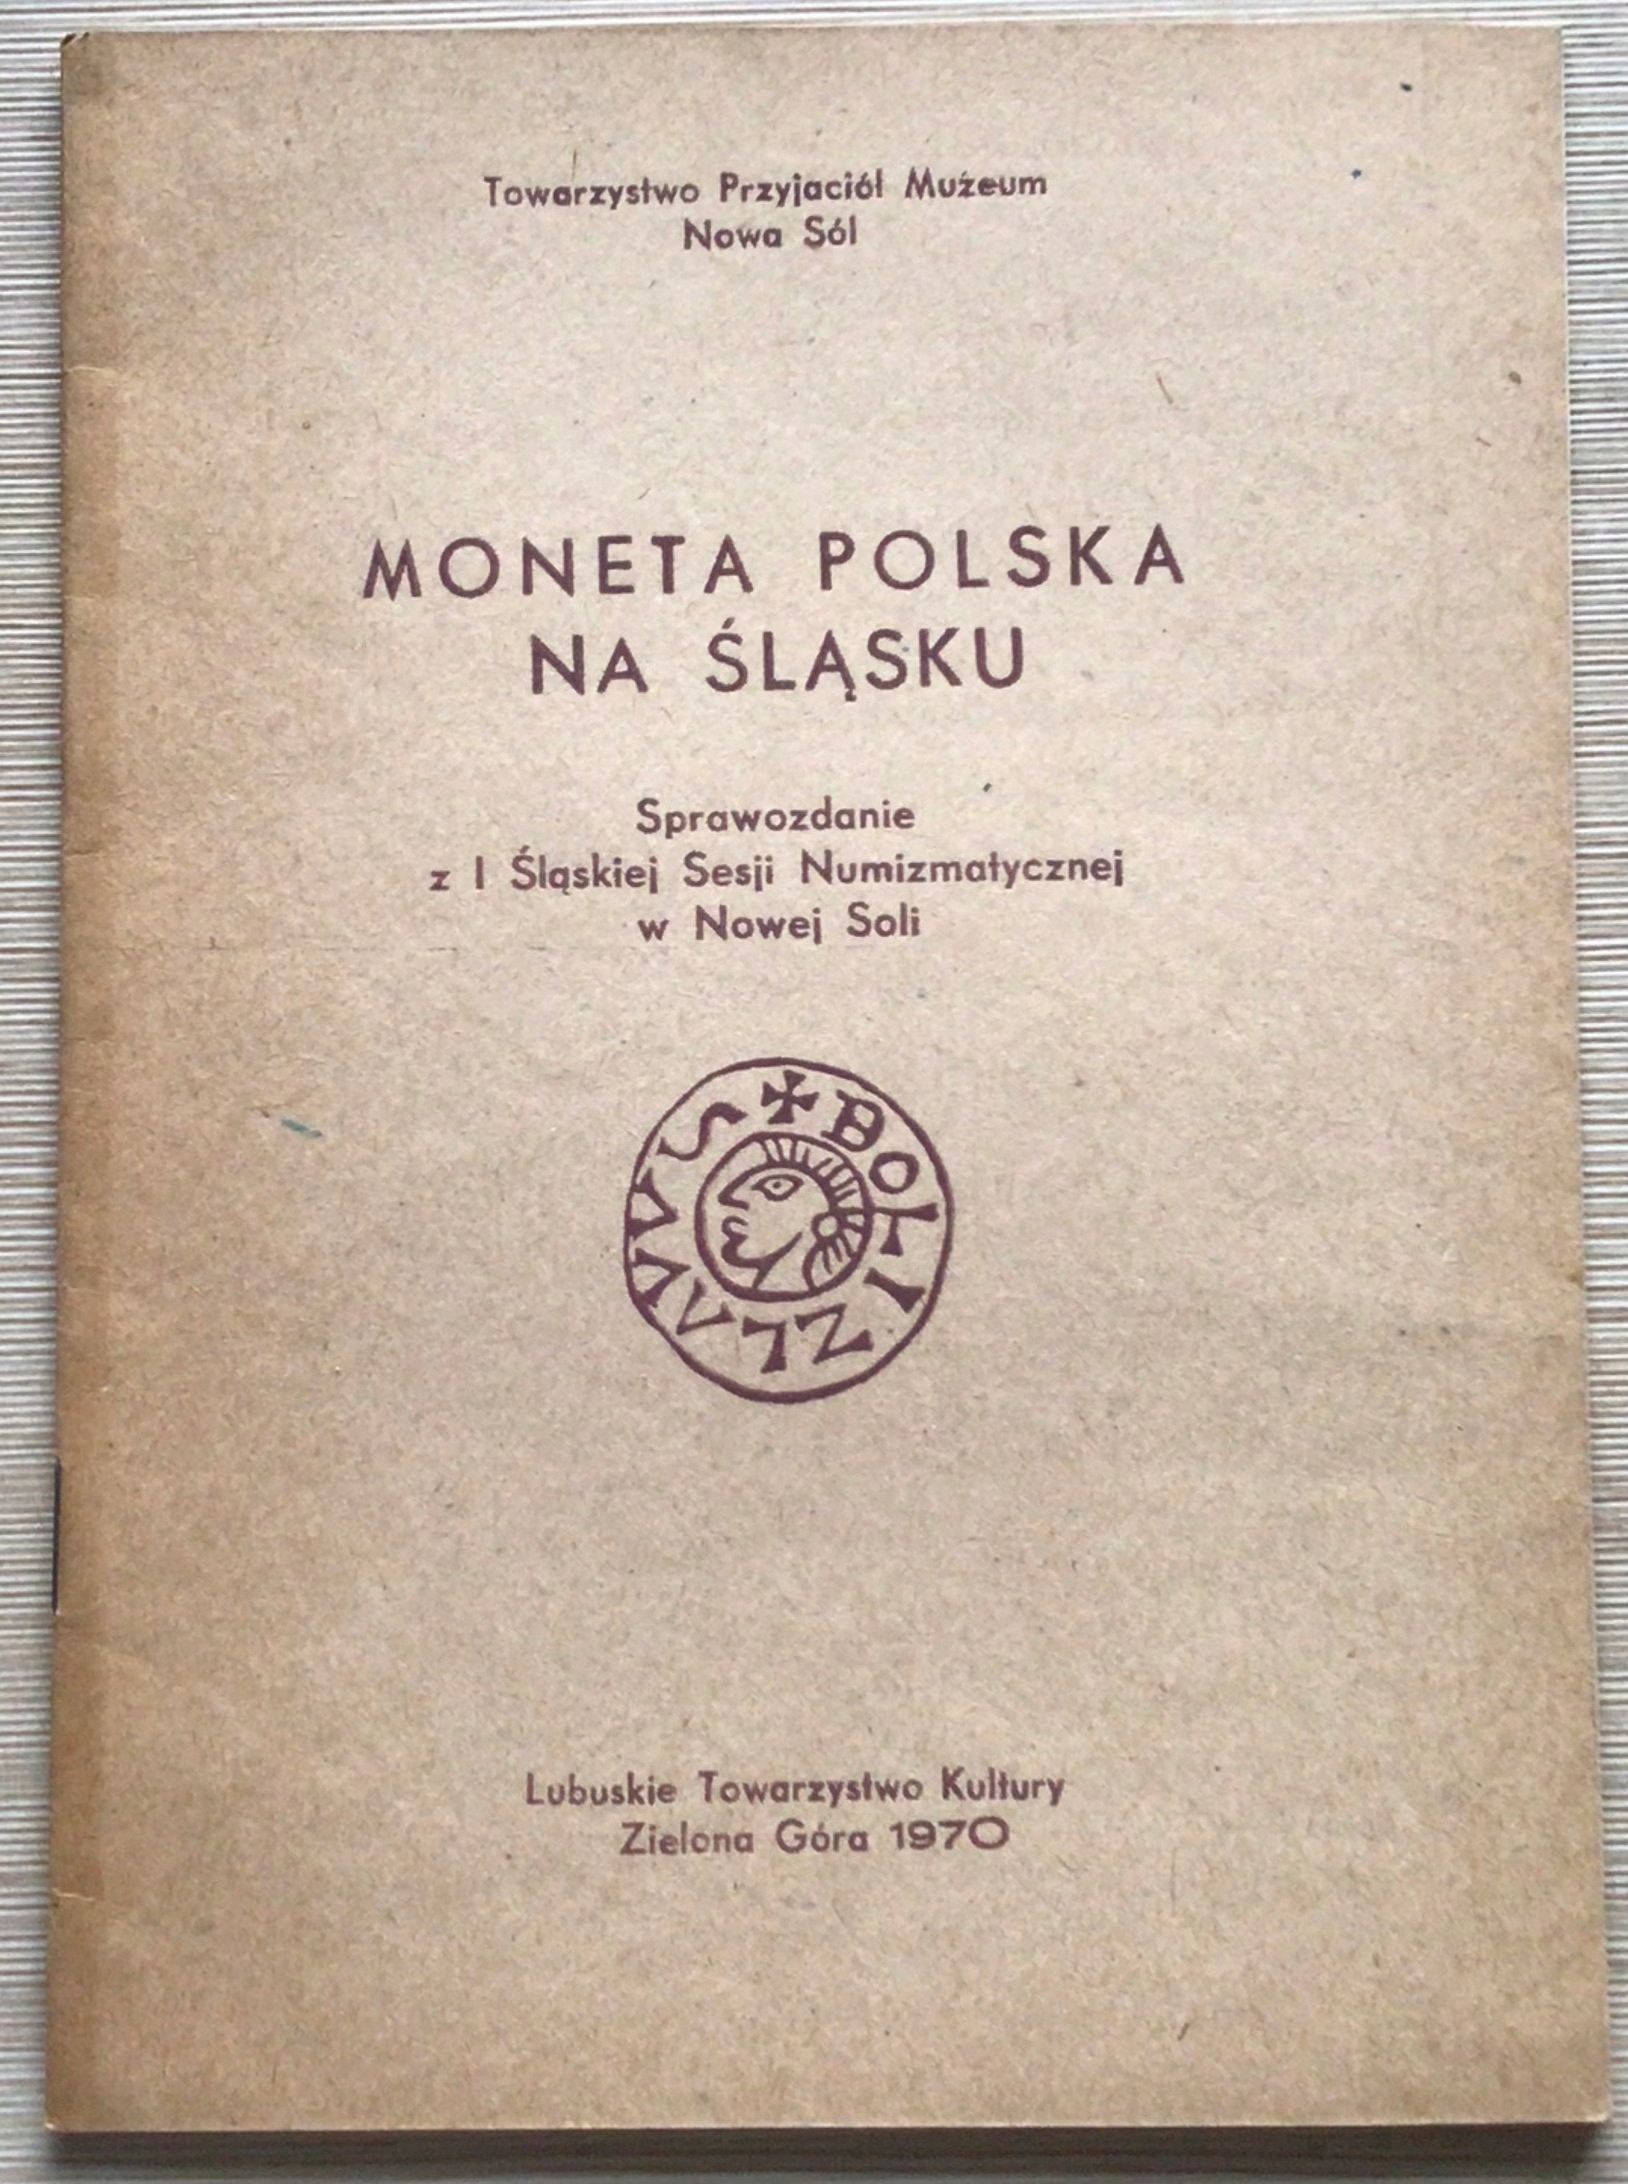 Towarzystwo Przyjaciół Muzeum
Nowa Sól
MONETA POLSKA
NA ŚLĄSKU
Sprawozdanie
z I Śląskiej Sesji Numizmatycznej
w Nowej Soli
BOLIZLAVVS
Lubuskie Towarzystwo Kultury
Zielona Góra 1970